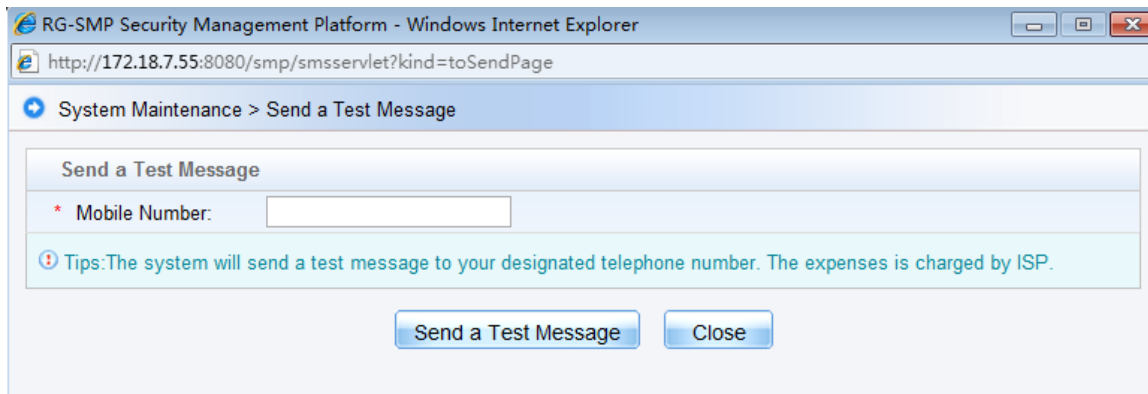 RG-SMP Security Management Platform - Windows Internet Explorer
http://172.18.7.55:8080/smp/smsservlet?kind=toSendPage
System Maintenance > Send a Test Message
Send a Test Message
* Mobile Number:
Tips:The system will send a test message to your designated telephone number. The expenses is charged by ISP.
Send a Test Message Close